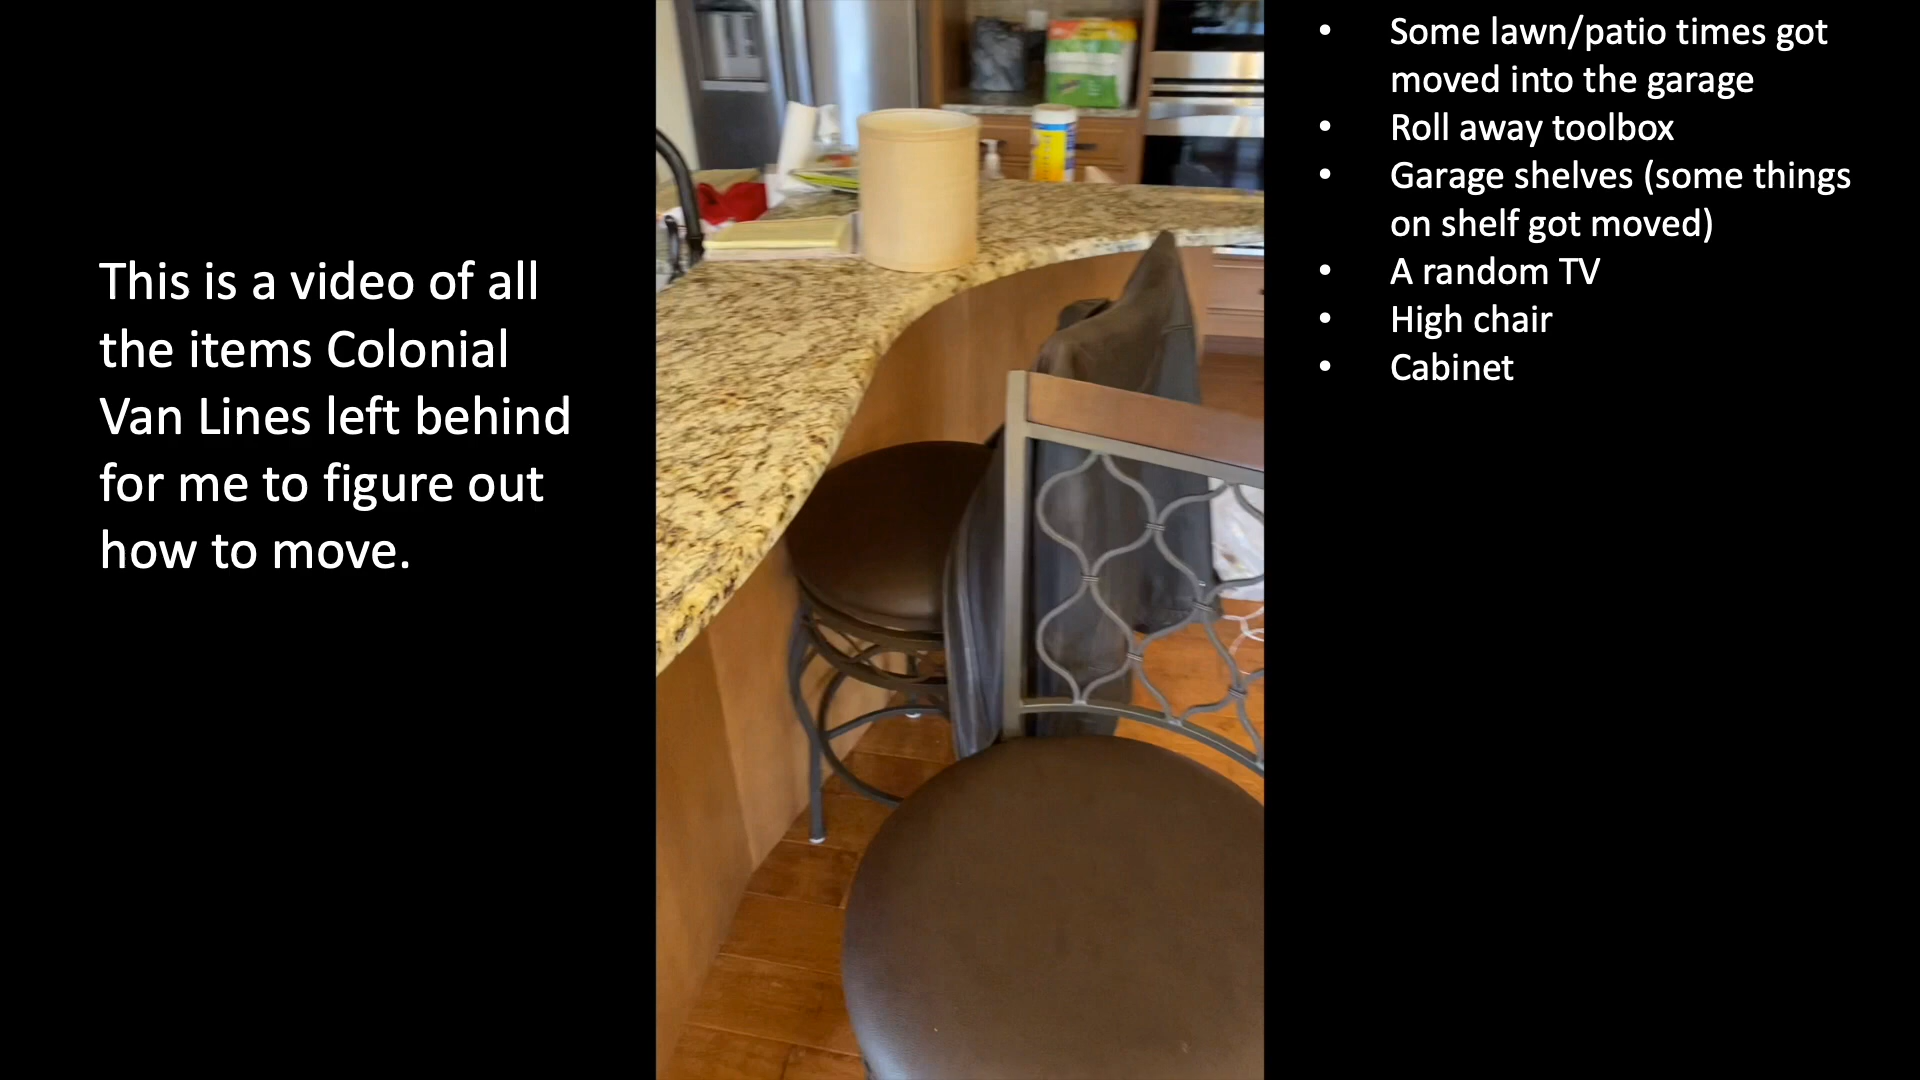 This is a video of all
the items Colonial
Van Lines left behind
for me to figure out
how to move.
• Some lawn/patio times got
moved into the garage
• Roll away toolbox
• Garage shelves (some things
on shelf got moved)
• A random TV
• High chair
• Cabinet